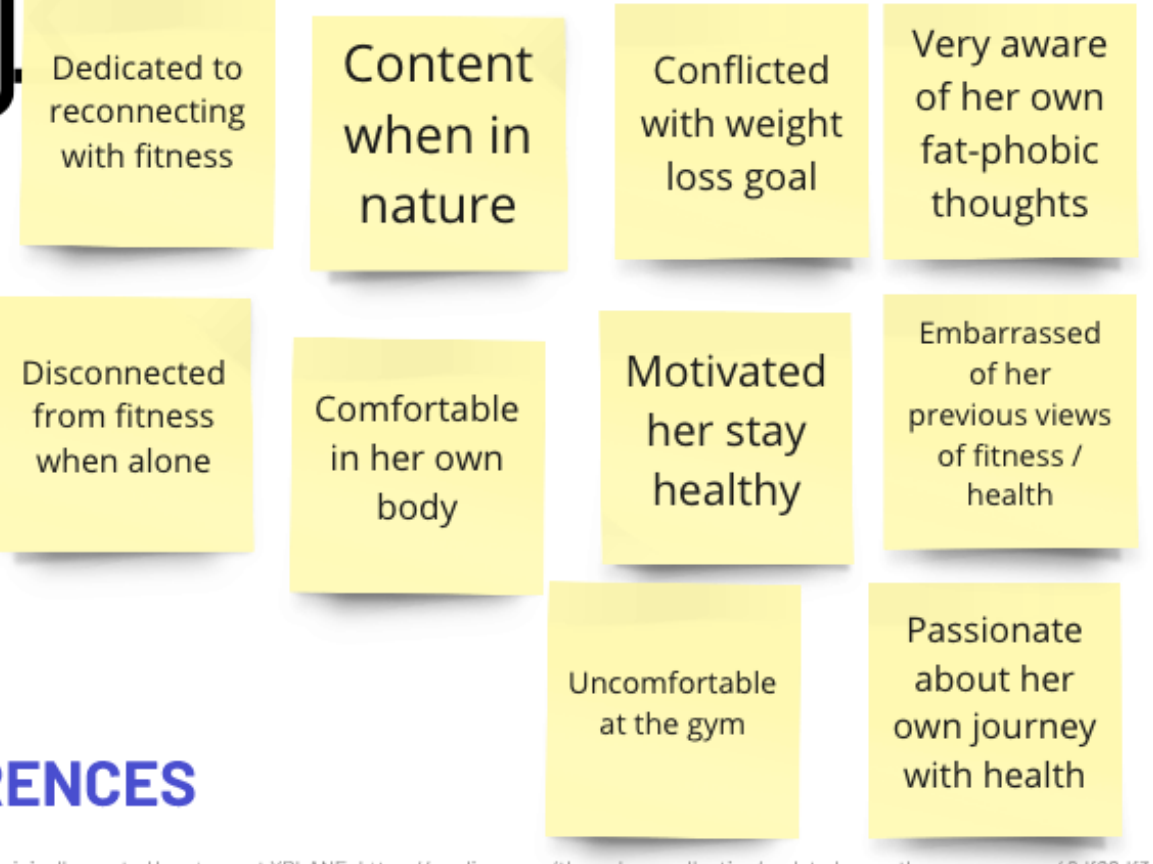 Dedicated to
reconnecting
with fitness
Content
when in
nature
Conflicted
with weight
loss goal
Very aware
of her own
fat-phobic
thoughts
Disconnected
from fitness
when alone
Comfortable
in her own
body
Motivated
her stay
healthy
Embarrassed
of her
previous views
of fitness /
health
Uncomfortable
at the gym
Passionate
about her
own journey
with health
RENCES